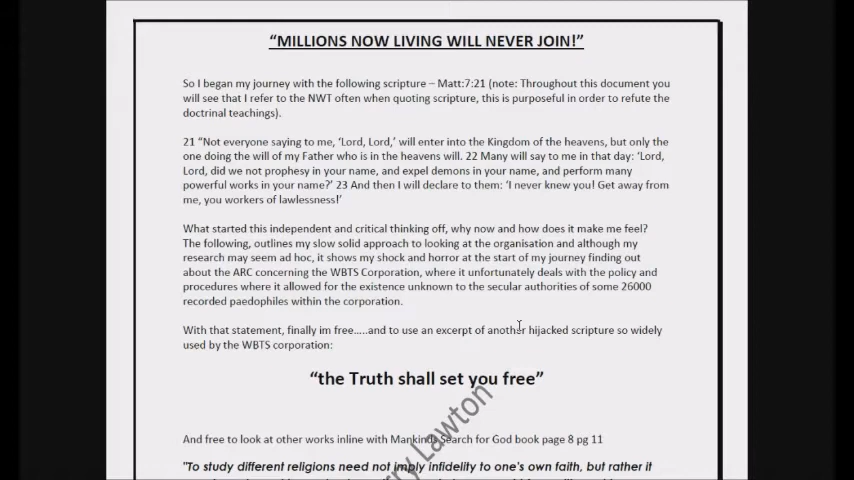 “MILLIONS NOW LIVING WILL NEVER JOIN!”
So I began my journey with the following scripture – Matt:7:21 (note: Throughout this document you
will see that I refer to the NWT often when quoting scripture, this is purposeful in order to refute the
doctrinal teachings).
21 “Not everyone saying to me, ‘Lord, Lord,’ will enter into the Kingdom of the heavens, but only the
one doing the will of my Father who is in the heavens will. 22 Many will say to me in that day: ‘Lord,
Lord, did we not prophesy in your name, and expel demons in your name, and perform many
powerful works in your name?’ 23 And then I will declare to them: ‘I never knew you! Get away from
me, you workers of lawlessness!’
What started this independent and critical thinking off, why now and how does it make me feel?
The following, outlines my slow solid approach to looking at the organisation and although my
research may seem ad hoc, it shows my shock and horror at the start of my journey finding out
about the ARC concerning the WBTS Corporation, where it unfortunately deals with the policy and
procedures where it allowed for the existence unknown to the secular authorities of some 26000
recorded paedophiles within the corporation.
With that statement, finally im free…..and to use an excerpt of another hijacked scripture so widely
used by the WBTS corporation:
“the Truth shall set you free”
And free to look at other works inline with Mankinds Search for God book page 8 pg 11
"To study different religions need not imply infidelity to one's own faith, but rather it
Lawton